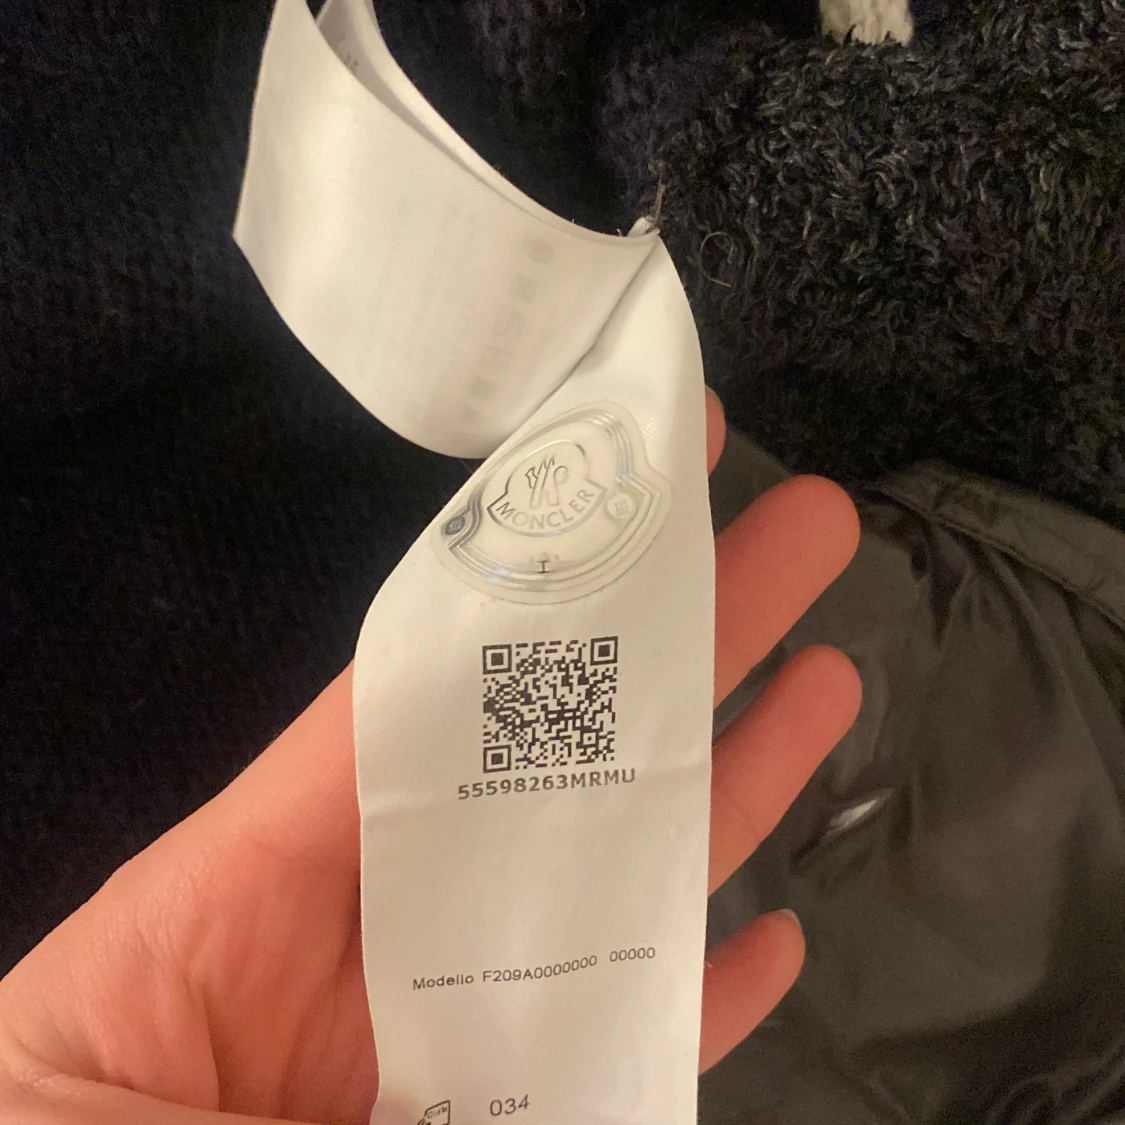 MONCLER
I
55598263MRMU
Modello F209A0000000 00000
034